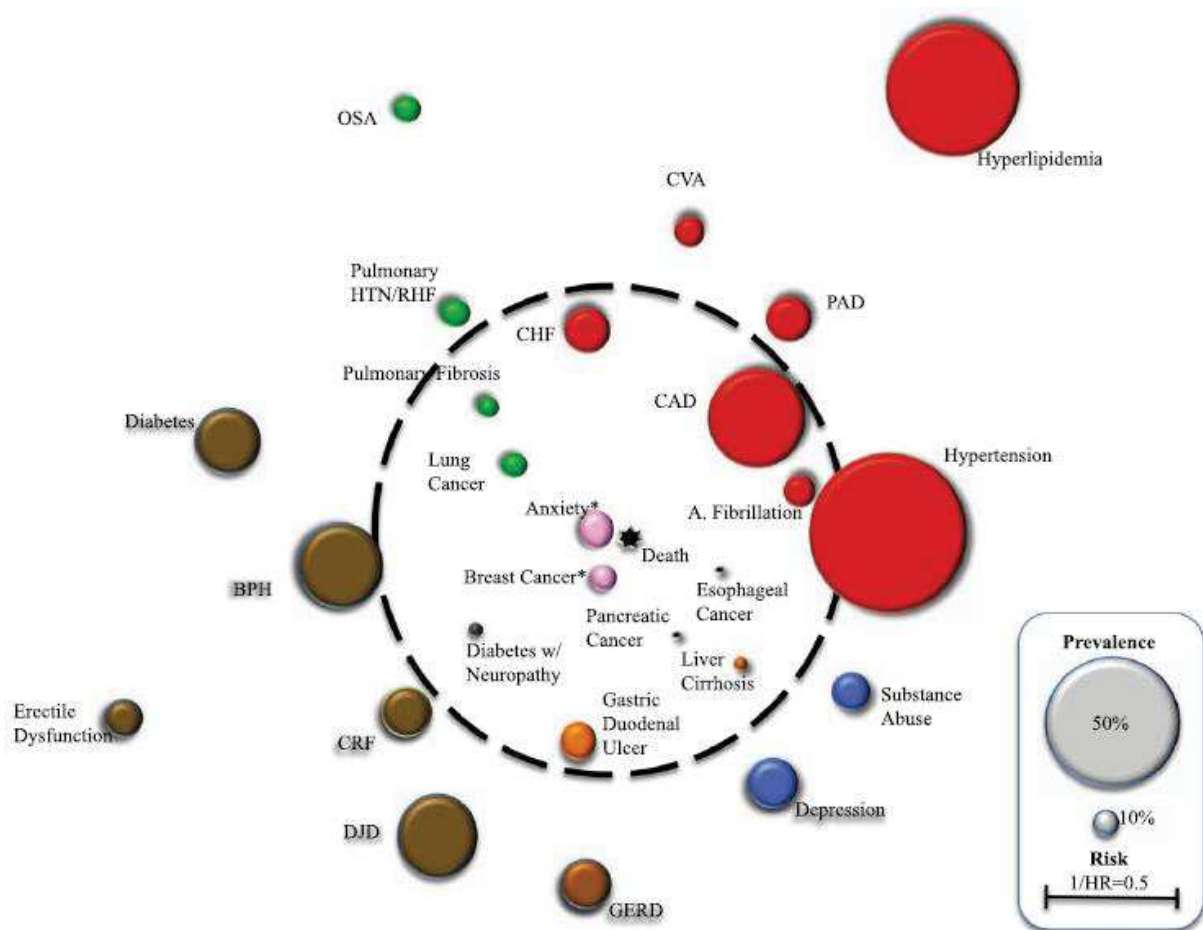 OSA
Hyperlipidemia
CVA
Pulmonary
HTN/RHF
PAD
CHF
Pulmonary Fibrosis
CAD
Diabetes
Lung
Cancer
Hypertension
Anxiety*
A. Fibrillation
Death
Breast Cancer*
Esophageal
Cancer
BPH
Pancreatic
Cancer
Diabetes w/
Neuropathy
Liver
Cirrhosis
Substance
Abuse
Gastric
Duodenal
Ulcer
Erectile
Dysfunction
CRF
Depression
DJD
GERD
Prevalence
50%
10%
Risk
1/HR=0.5